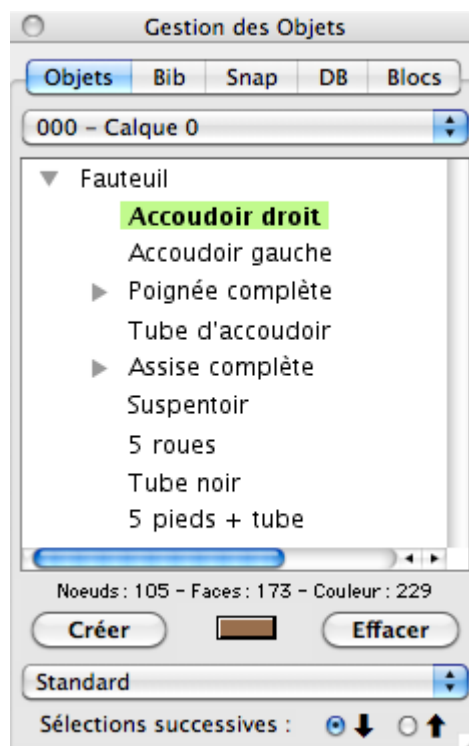 Gestion des Objets
Objets Bib Snap DB Blocs
000 – Calque 0
Fauteuil
Accoudoir droit
Accoudoir gauche
Poignée complète
Tube d'accoudoir
Assise complète
Suspentoir
5 roues
Tube noir
5 pieds + tube
Noeuds : 105 – Faces : 173 – Couleur : 229
Créer Effacer
Standard
Sélections successives :